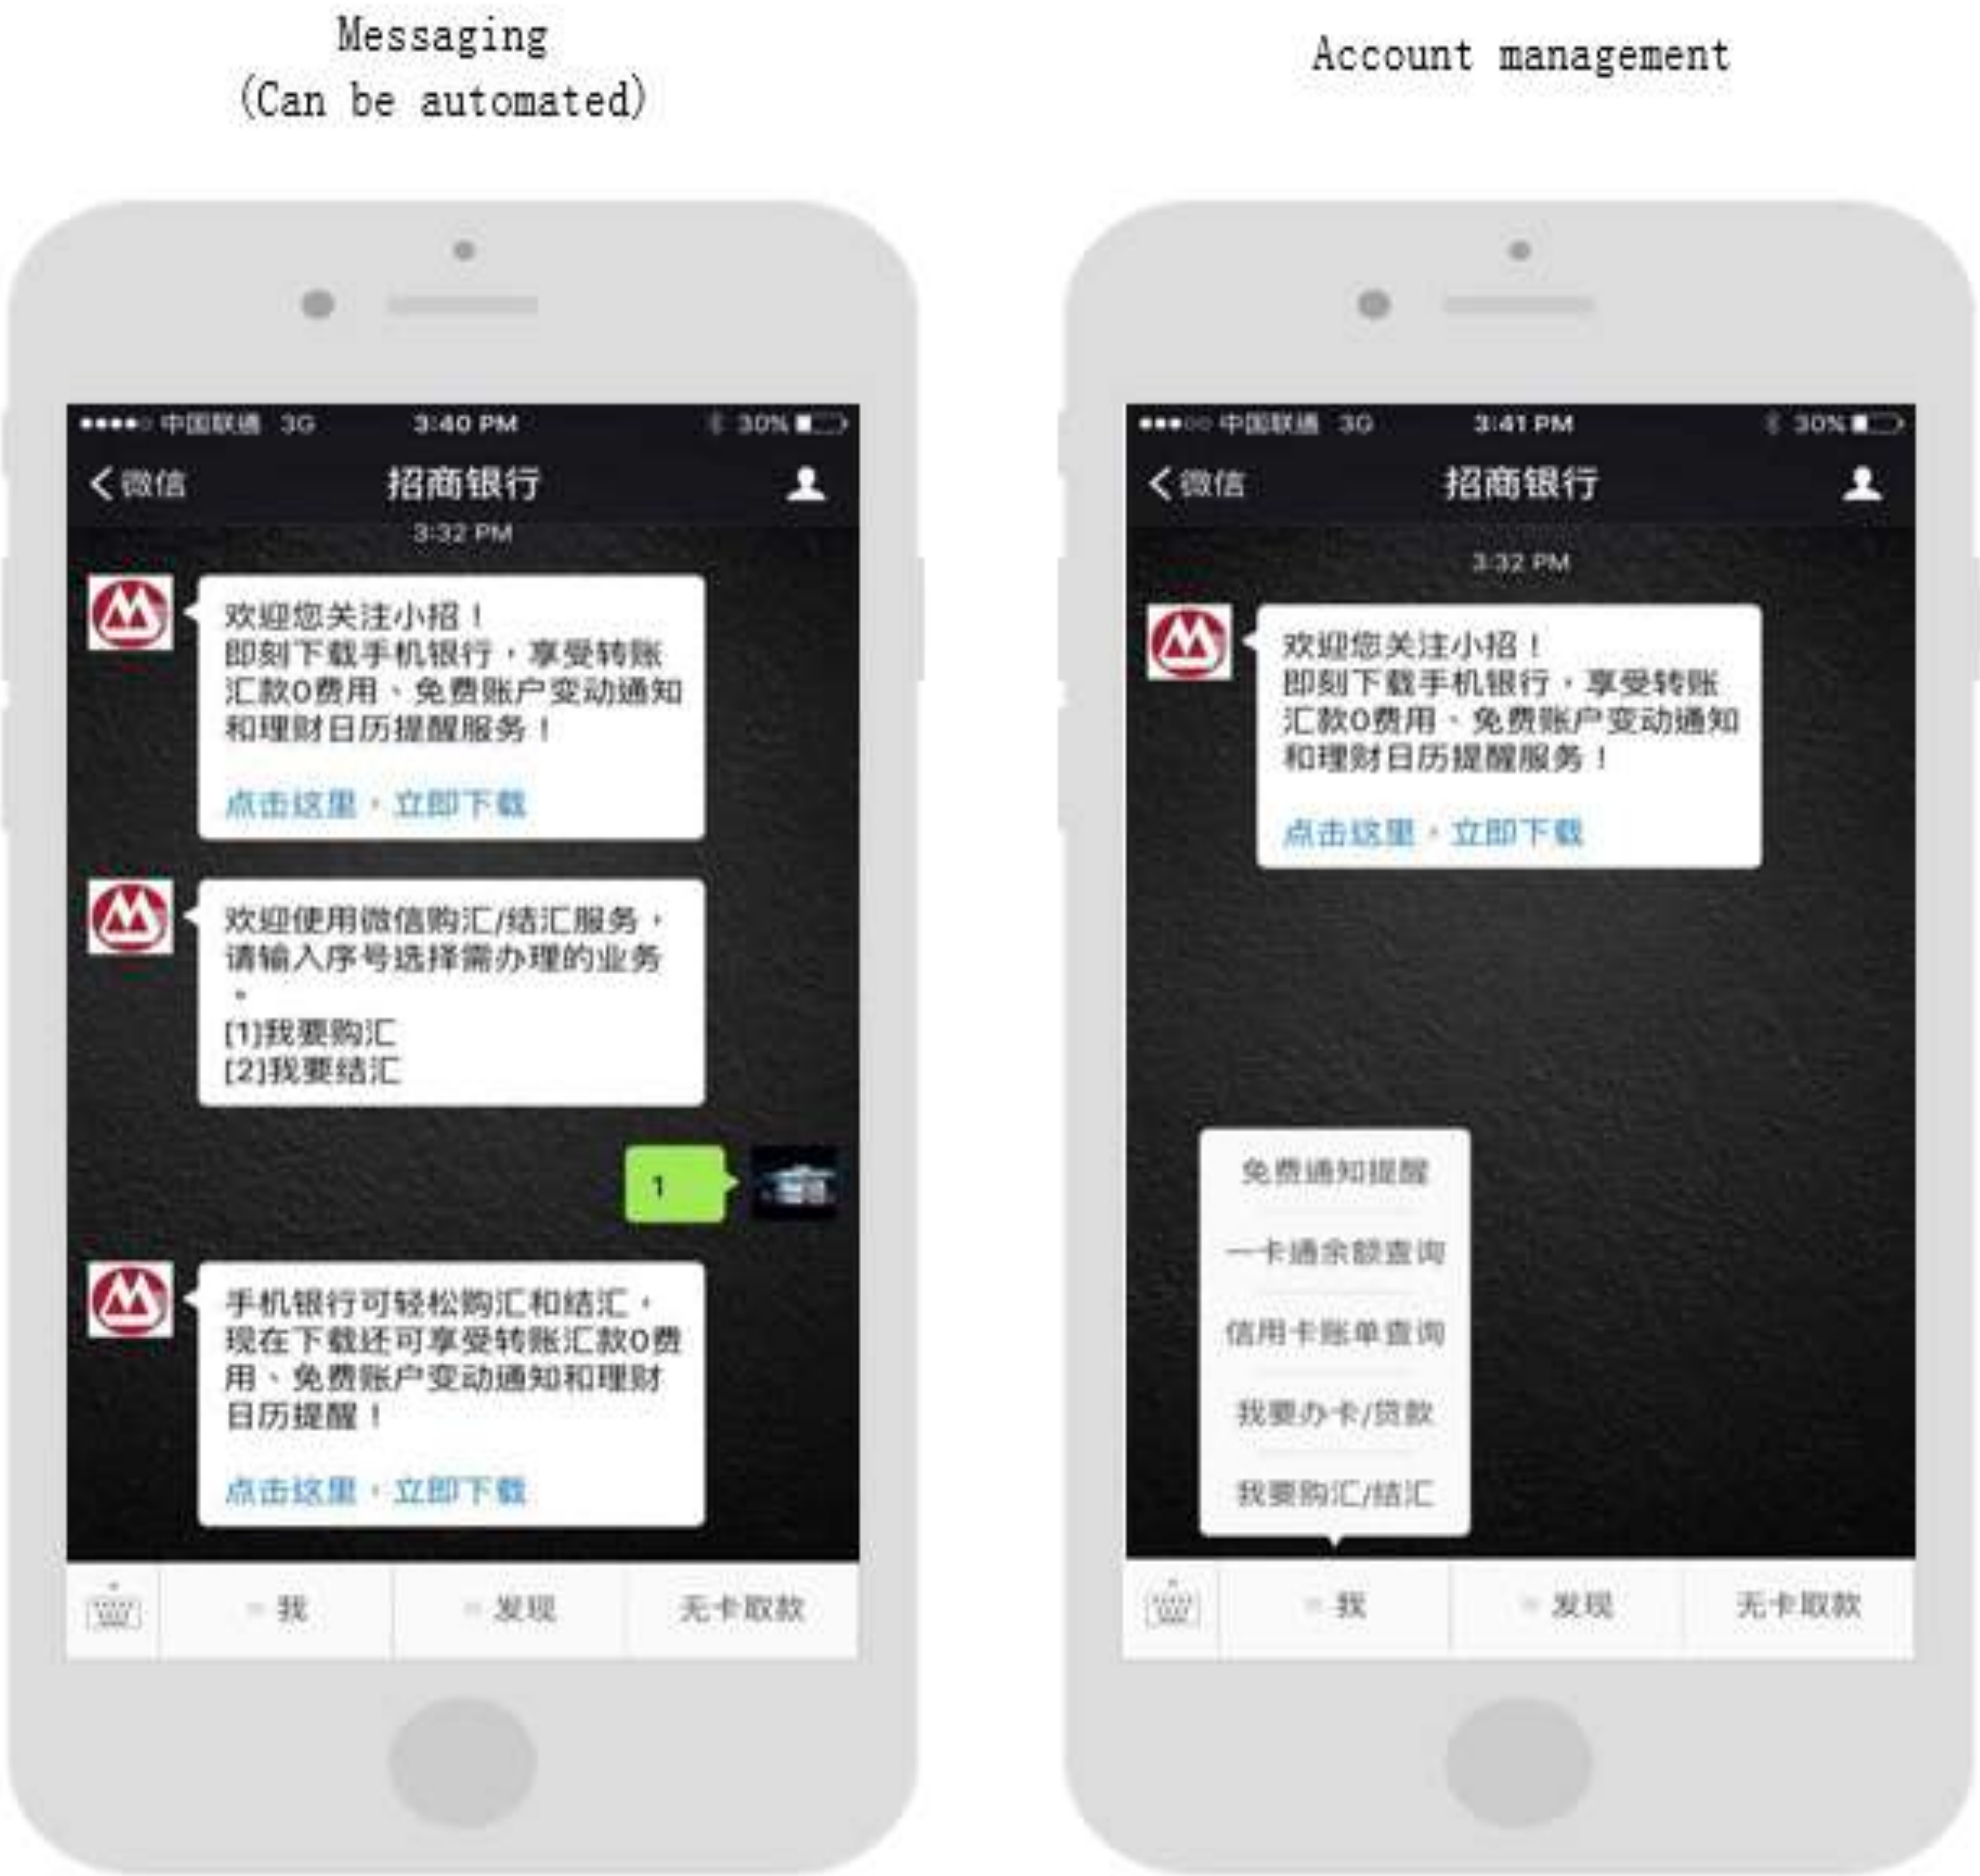 Messaging
(Can be automated)
Account management
中国联通 3G 3:40 PM 30%
微信 招商银行
3:32 PM
欢迎您关注小招！
即刻下载手机银行，享受转账
汇款0费用、免费账户变动通知
和理财日历提醒服务！
点击这里，立即下载
欢迎使用微信购汇/结汇服务，
请输入序号选择需办理的业务
。
[1]我要购汇
[2]我要结汇
1
手机银行可轻松购汇和结汇，
现在下载还可享受转账汇款0费
用、免费账户变动通知和理财
日历提醒！
点击这里，立即下载
我 发现 无卡取款
中国联通 3G 3:41 PM 30%
微信 招商银行
3:32 PM
欢迎您关注小招！
即刻下载手机银行，享受转账
汇款0费用、免费账户变动通知
和理财日历提醒服务！
点击这里，立即下载
免费通知提醒
一卡通余额查询
信用卡账单查询
我要办卡/贷款
我要购汇/结汇
我 发现 无卡取款